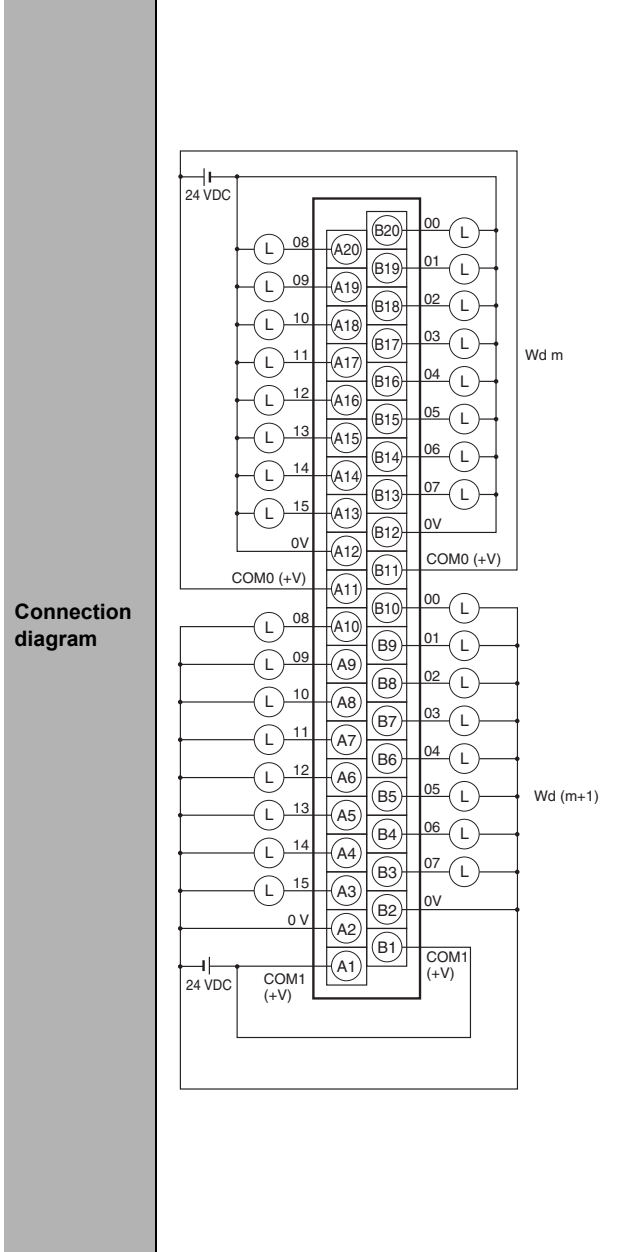 Connection
diagram
24 VDC
08 L A20 B20 00 L
09 L A19 B19 01 L
10 L A18 B18 02 L
11 L A17 B17 03 L
Wd m
12 L A16 B16 04 L
13 L A15 B15 05 L
14 L A14 B14 06 L
15 L A13 B13 07 L
0V A12 B12 0V
COM0 (+V) A11 B11 COM0 (+V)
08 L A10 B10 00 L
09 L A9 B9 01 L
10 L A8 B8 02 L
11 L A7 B7 03 L
12 L A6 B6 04 L
13 L A5 B5 05 L
Wd (m+1)
14 L A4 B4 06 L
15 L A3 B3 07 L
0 V A2 B2 0V
24 VDC
COM1
(+V)
A1 B1
COM1
(+V)